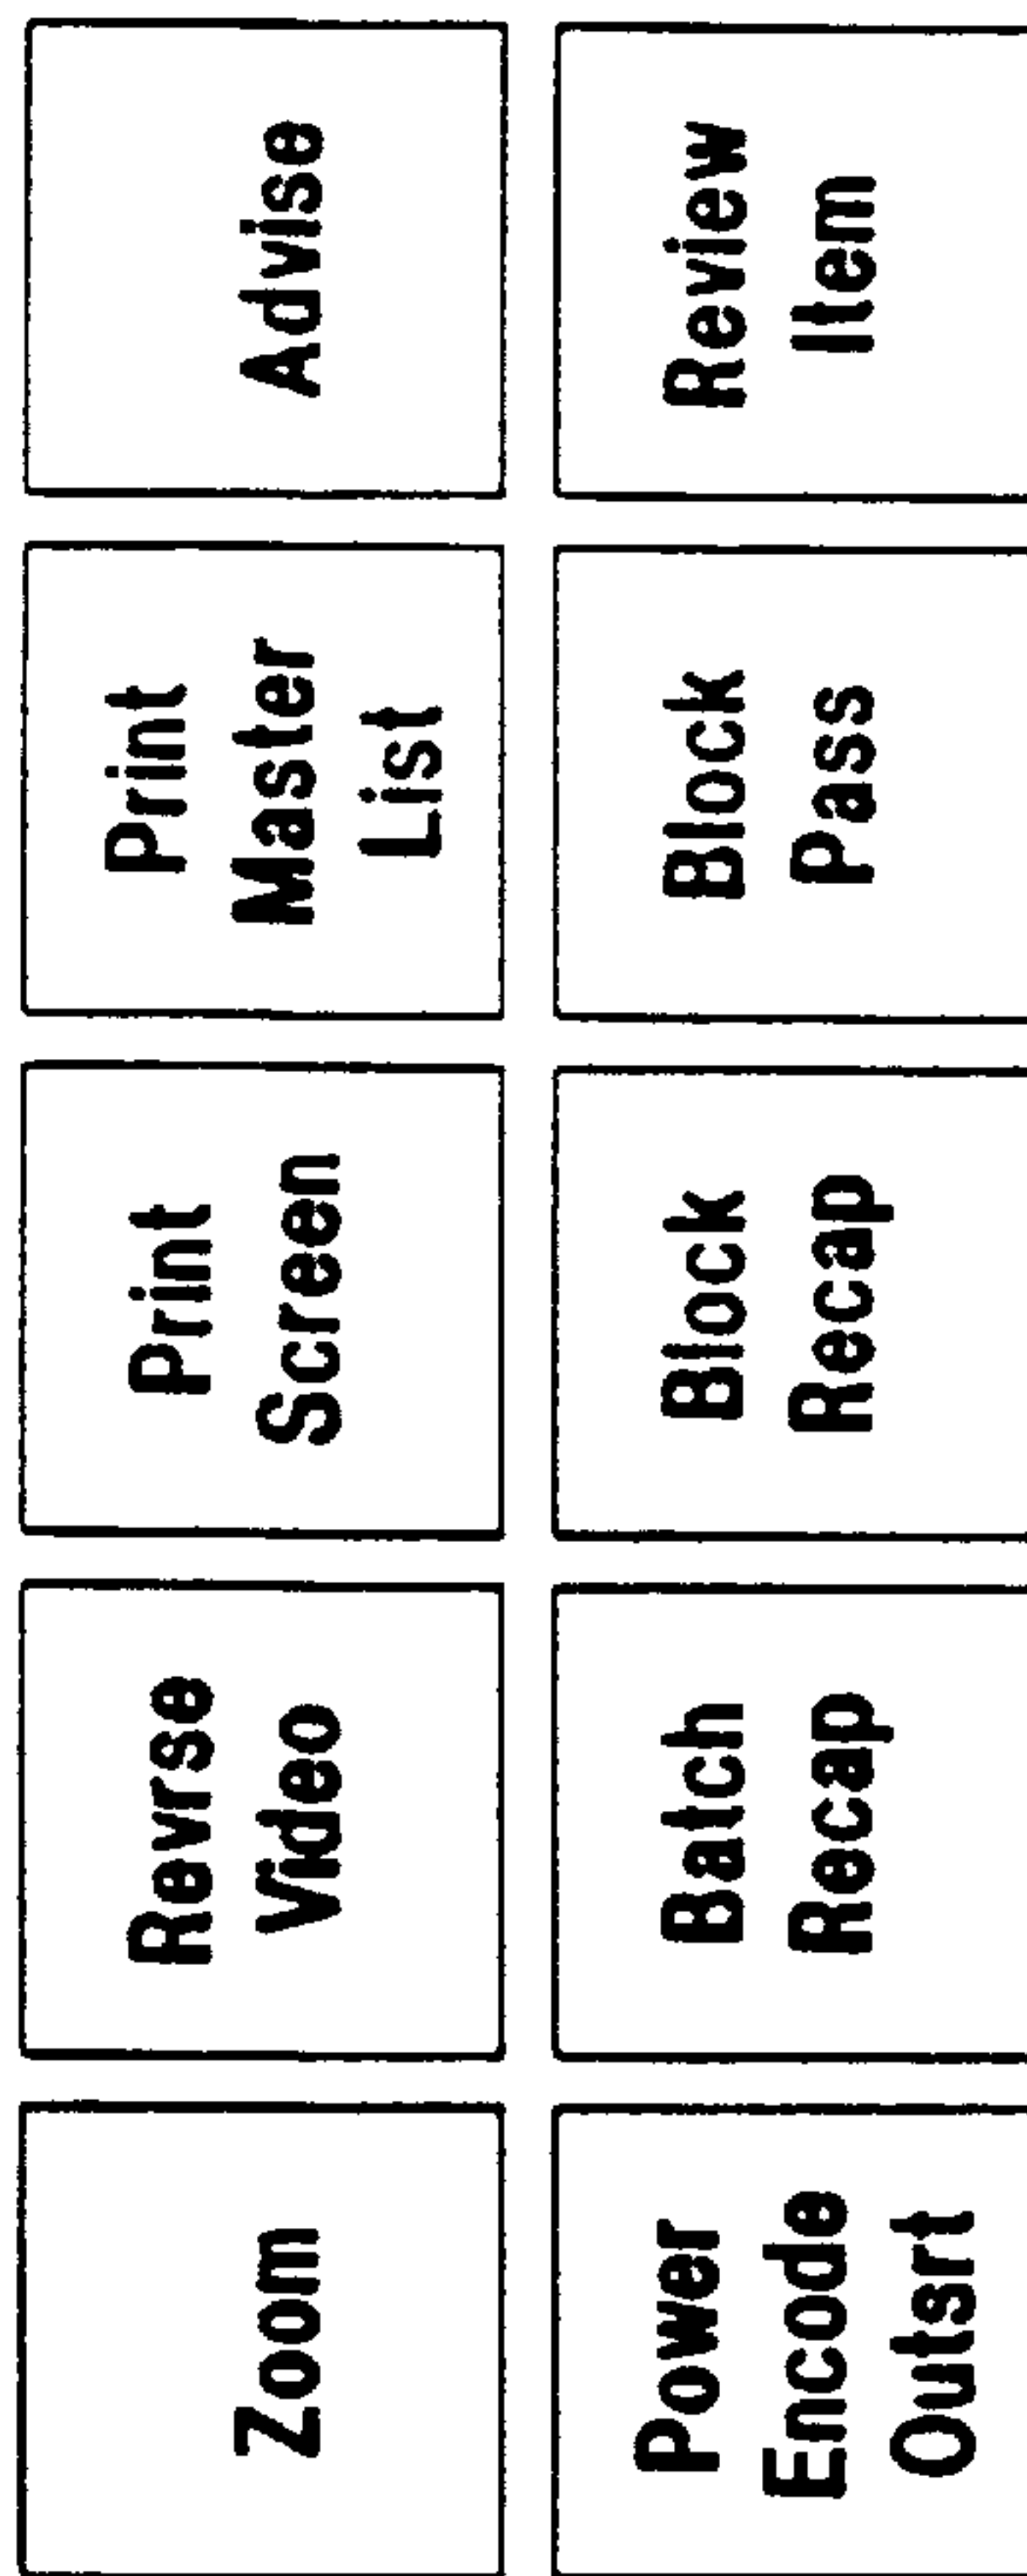 Zoom
Revrse
Video
Print
Screen
Print
Master
List
Advise
Power
Encode
Outsrt
Batch
Recap
Block
Recap
Block
Pass
Review
Item